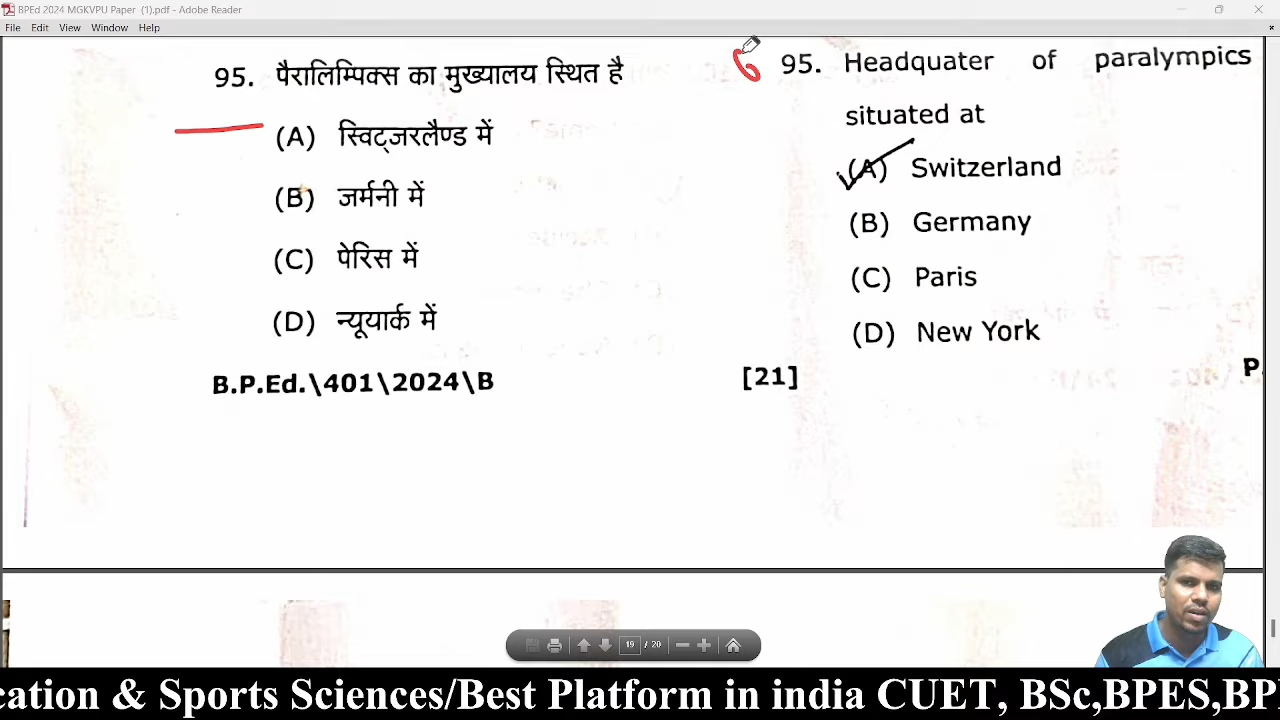 BPEd 2024 MGKVPU Paper (1).pdf - Adobe Reader
File Edit View Window Help
95. पैरालिम्पिक्स का मुख्यालय स्थित है
(A) स्विट्जरलैण्ड में
(B) जर्मनी में
(C) पेरिस में
(D) न्यूयार्क में
B.P.Ed.\401\2024\B
95. Headquater of paralympics
situated at
(A) Switzerland
(B) Germany
(C) Paris
(D) New York
[21]
P.
19 / 20
cation & Sports Sciences/Best Platform in india CUET, BSc,BPES,BPE